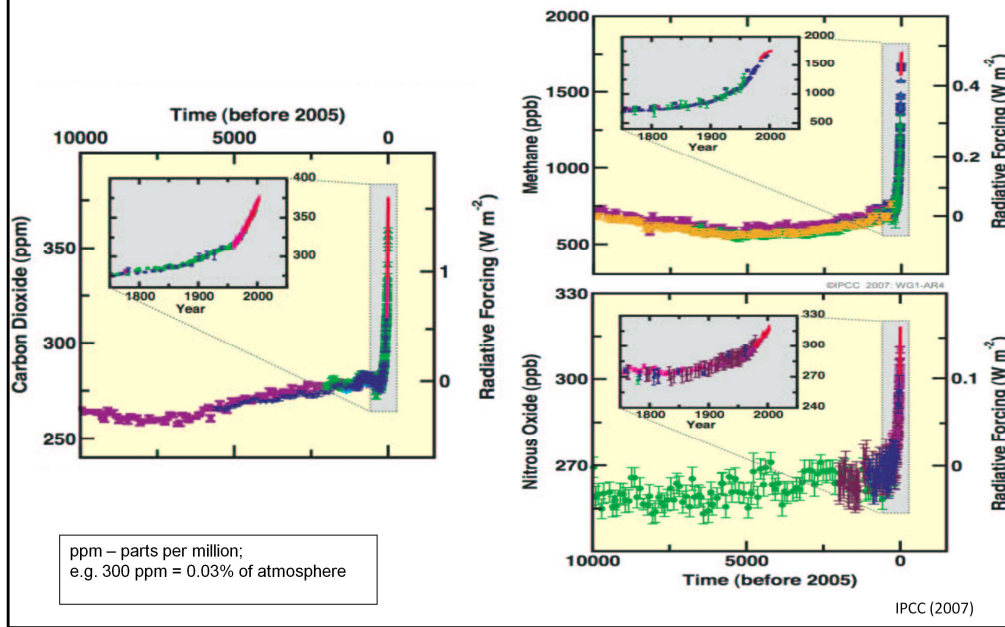 Time (before 2005)
10000 5000 0
Carbon Dioxide (ppm)
350
300
250
400
350
300
1800 1900 2000
Year
1
0
Radiative Forcing (W m⁻²)
ppm – parts per million;
e.g. 300 ppm = 0.03% of atmosphere
Methane (ppb)
2000
1500
1000
500
2000
1500
1000
500
1800 1900 2000
Year
0.4
0.2
0
Radiative Forcing (W m⁻²)
©IPCC 2007: WG1-AR4
Nitrous Oxide (ppb)
330
300
270
330
300
270
240
1800 1900 2000
Year
0.1
0
Radiative Forcing (W m⁻²)
10000 5000 0
Time (before 2005)
IPCC (2007)